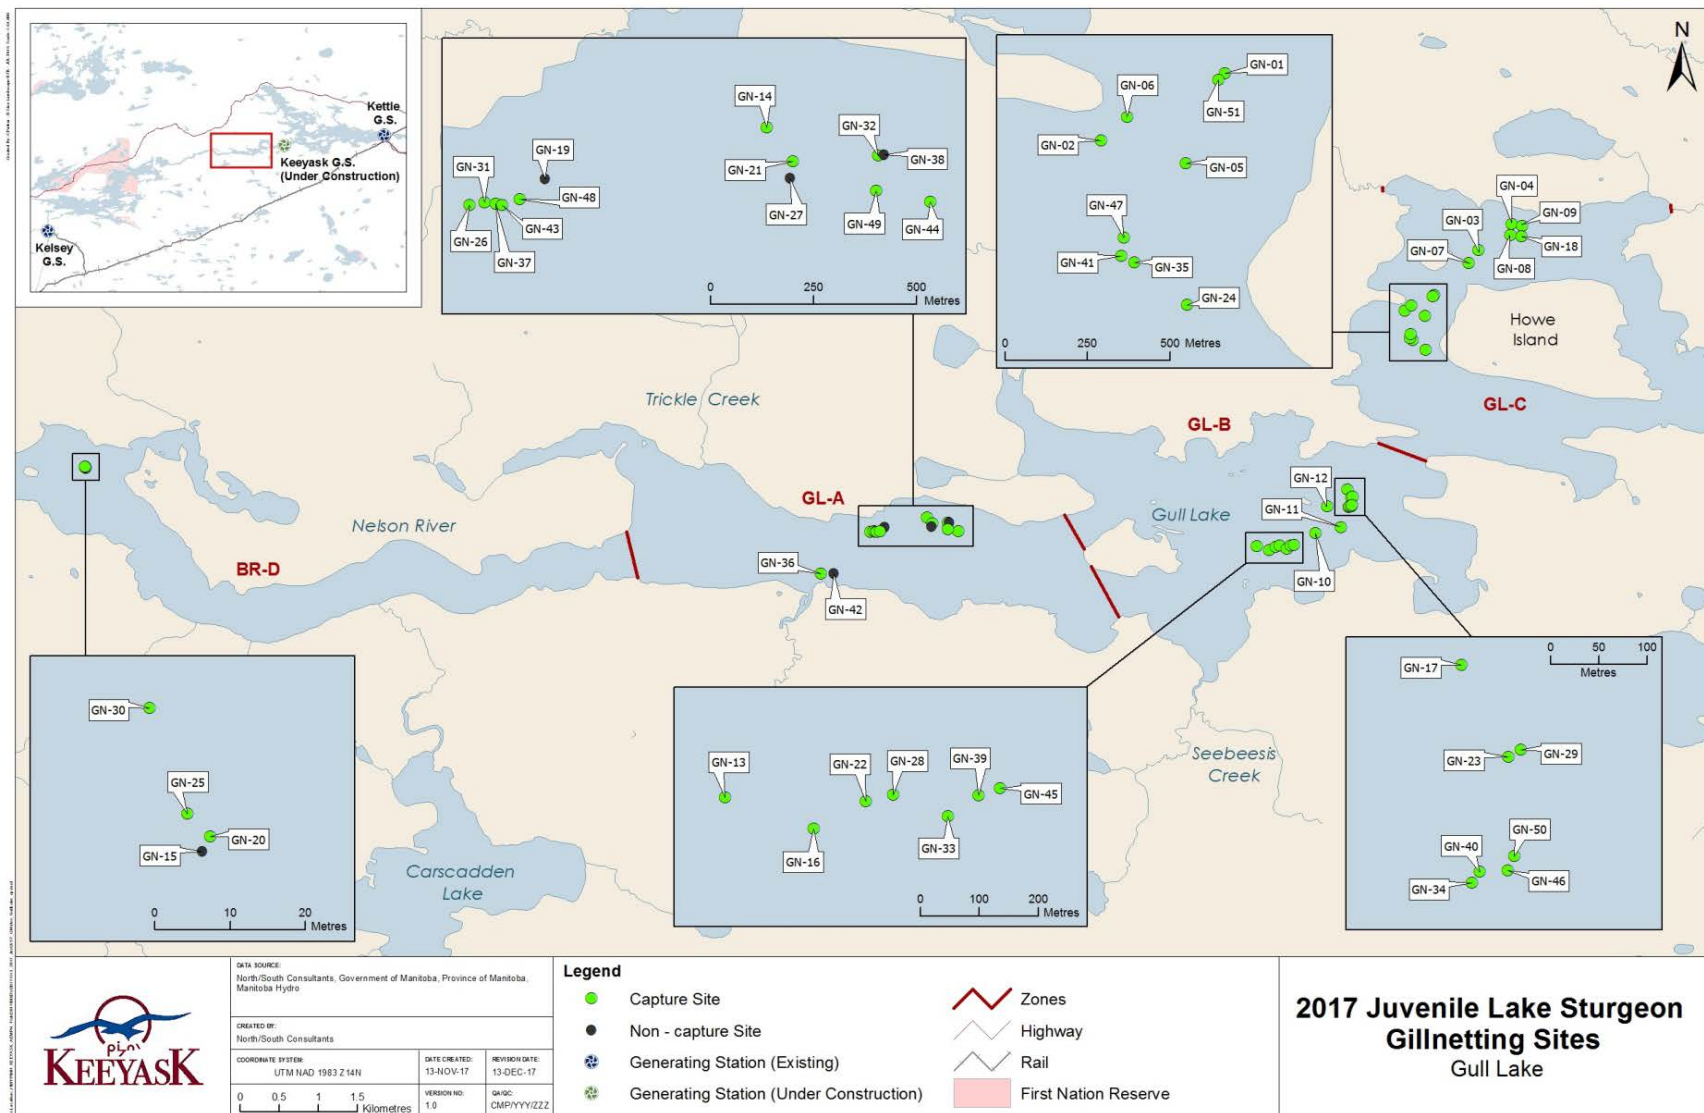 Kettle
G.S.
Keeyask G.S.
(Under Construction)
Kelsey
G.S.
GN-14
GN-32
GN-19
GN-38
GN-31
GN-21
GN-48
GN-27
GN-26
GN-43
GN-49
GN-44
GN-37
0 250 500
Metres
GN-01
GN-06
GN-51
GN-02
GN-05
GN-47
GN-41
GN-35
GN-24
0 250 500 Metres
N
GN-04
GN-03
GN-09
GN-07
GN-18
GN-08
Howe
Island
GL-C
Trickle Creek
GL-B
GN-12
GL-A
GN-11
Gull Lake
Nelson River
BR-D
GN-36
GN-10
GN-42
GN-30
GN-25
GN-20
GN-15
0 10 20
Metres
Carscadden
Lake
GN-13
GN-22
GN-28
GN-39
GN-45
GN-16
GN-33
0 100 200
Metres
Seebeesis
Creek
0 50 100
Metres
GN-17
GN-23
GN-29
GN-50
GN-40
GN-34
GN-46
KEEYASK
DATA SOURCE:
North/South Consultants, Government of Manitoba, Province of Manitoba,
Manitoba Hydro
CREATED BY:
North/South Consultants
COORDINATE SYSTEM:
UTM NAD 1983 Z14N
DATE CREATED:
13-NOV-17
REVISION DATE:
13-DEC-17
0 0.5 1 1.5
Kilometres
VERSION NO:
1.0
QA/QC:
CMP/YYY/ZZZ
Legend
Capture Site
Non - capture Site
Generating Station (Existing)
Generating Station (Under Construction)
Zones
Highway
Rail
First Nation Reserve
2017 Juvenile Lake Sturgeon
Gillnetting Sites
Gull Lake